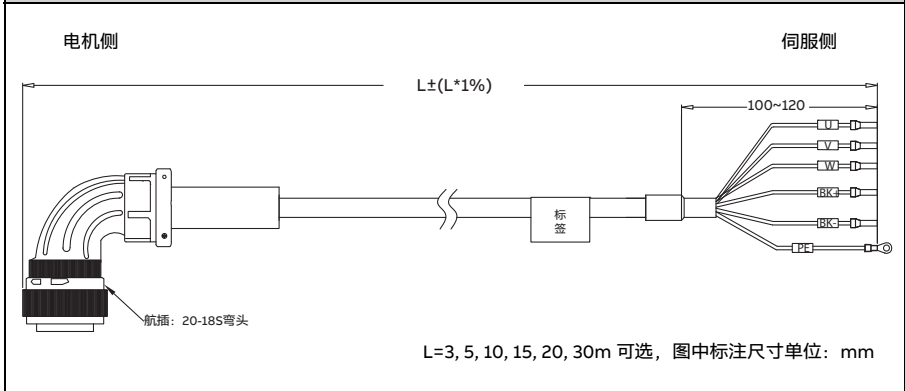 电机侧
伺服侧
L±(L*1%)
100~120
U
V
W
BK+
BK-
PE
标
签
航插：20-18S弯头
L=3, 5, 10, 15, 20, 30m 可选，图中标注尺寸单位：mm